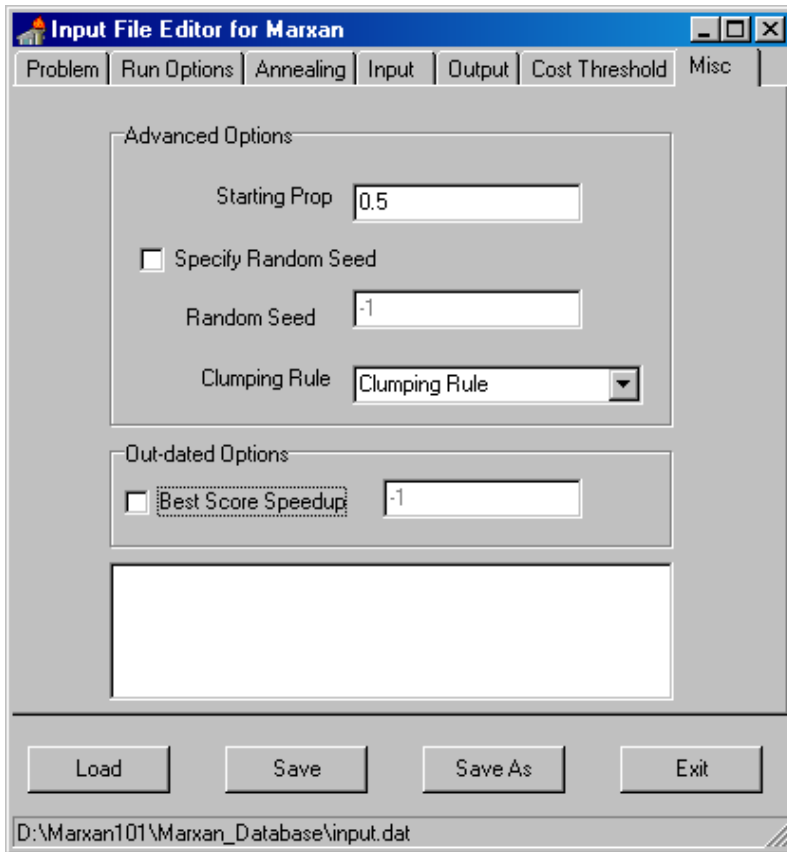 Input File Editor for Marxan
Problem Run Options Annealing Input Output Cost Threshold Misc
Advanced Options
Starting Prop 0.5
Specify Random Seed
Random Seed -1
Clumping Rule Clumping Rule
Out-dated Options
Best Score Speedup -1
Load Save Save As Exit
D:\Marxan101\Marxan_Database\input.dat